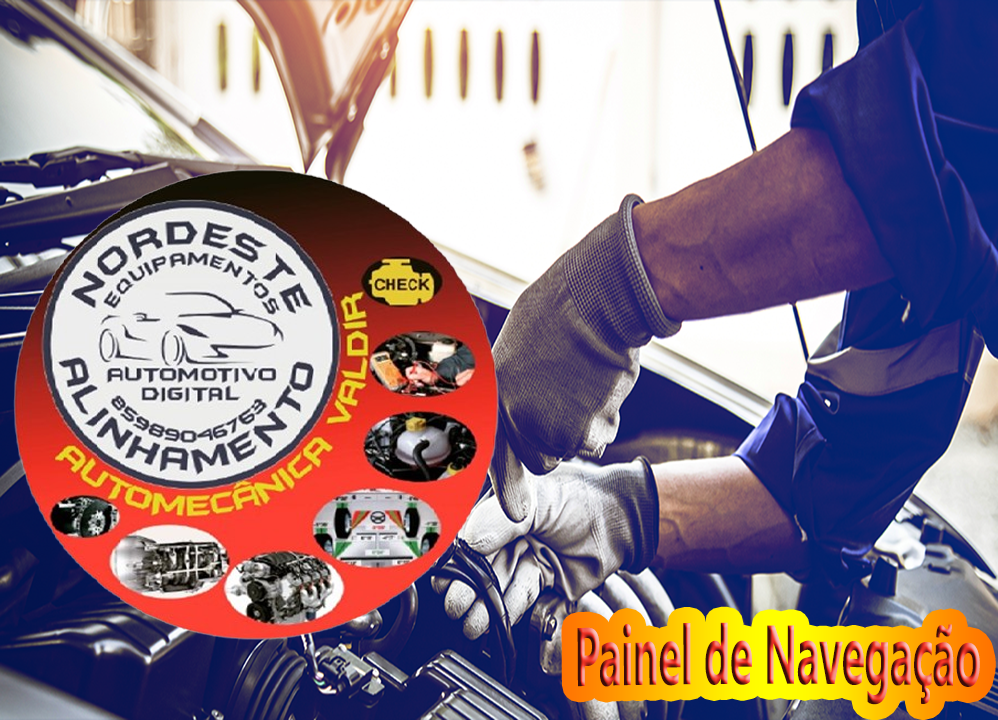 NORDESTE
EQUIPAMENTOS
AUTOMOTIVO
DIGITAL
85989046763
ALINHAMENTO
AUTOMECÂNICA VALDIR
CHECK
Painel de Navegação